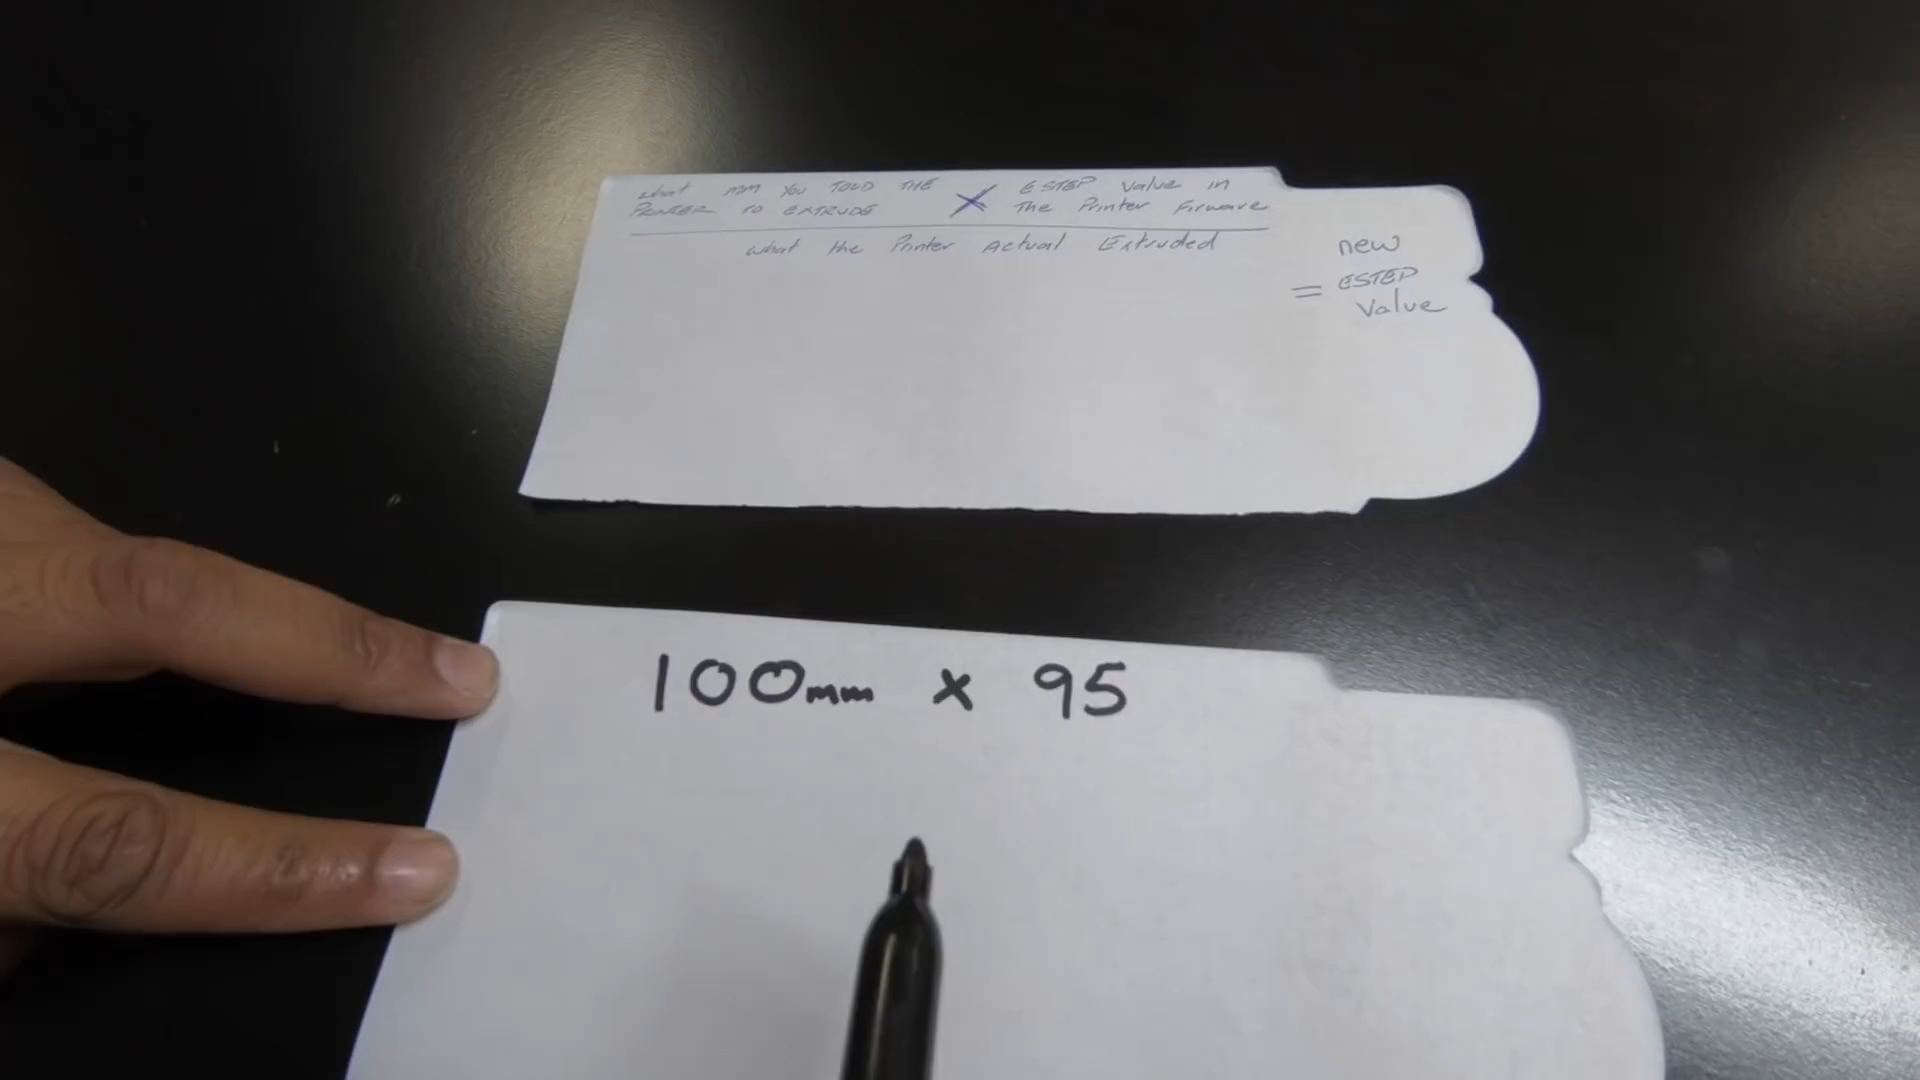 what mm You TOLD THE X ESTEP Value in
PRINTER TO EXTRUDE The Printer Firware
what the Printer Actual Extruded
new
= ESTEP
Value
100mm x 95